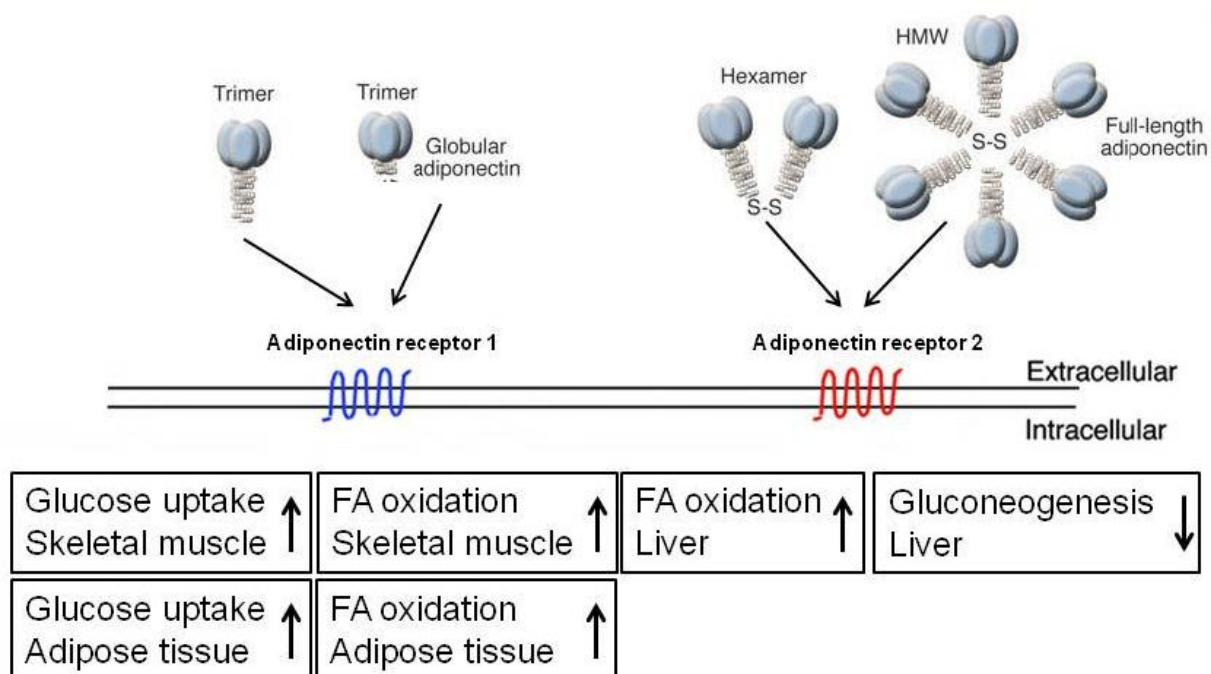 Trimer
Trimer
Globular
adiponectin
Hexamer
S-S
HMW
S-S
Full-length
adiponectin
Adiponectin receptor 1
Adiponectin receptor 2
Extracellular
Intracellular
Glucose uptake
Skeletal muscle
FA oxidation
Skeletal muscle
FA oxidation
Liver
Gluconeogenesis
Liver
Glucose uptake
Adipose tissue
FA oxidation
Adipose tissue